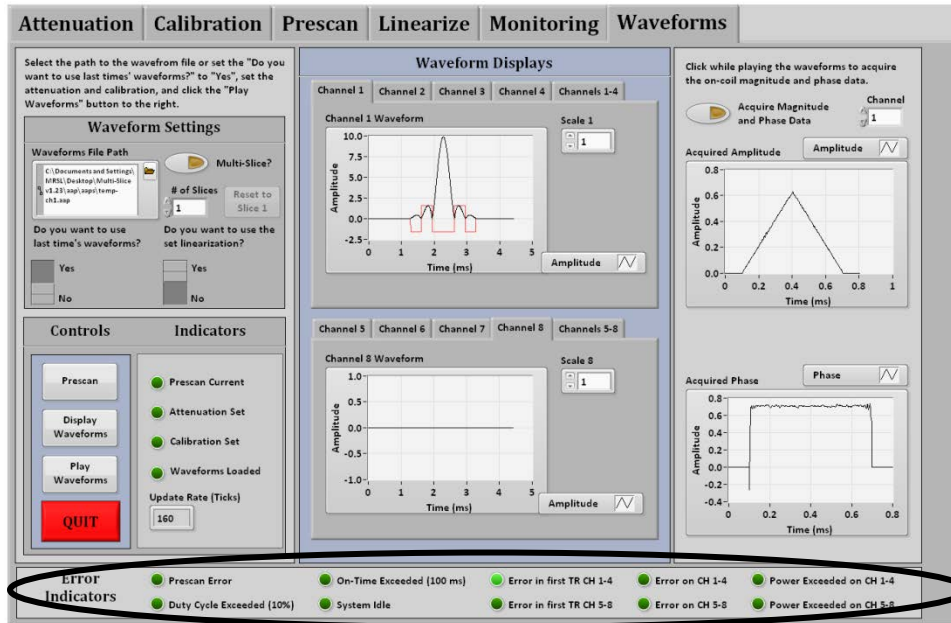 Attenuation Calibration Prescan Linearize Monitoring Waveforms
Select the path to the wavefrom file or set the "Do you
want to use last times' waveforms?" to "Yes", set the
attenuation and calibration, and click the "Play
Waveforms" button to the right.
Waveform Settings
Waveforms File Path
C:\Documents and Settings\
MRSL\Desktop\Multi-Slice
v1.23\aap\aaps\temp-
ch1.aap
Multi-Slice?
# of Slices
1
Reset to
Slice 1
Do you want to use
last time's waveforms?
Yes
No
Do you want to use the
set linearization?
Yes
No
Controls
Prescan
Display
Waveforms
Play
Waveforms
QUIT
Indicators
Prescan Current
Attenuation Set
Calibration Set
Waveforms Loaded
Update Rate (Ticks)
160
Waveform Displays
Channel 1 Channel 2 Channel 3 Channel 4 Channels 1-4
Channel 1 Waveform
Scale 1
1
Amplitude
10.0
7.5
5.0
2.5
0.0
-2.5
0 1 2 3 4 5
Time (ms)
Amplitude
Channel 5 Channel 6 Channel 7 Channel 8 Channels 5-8
Channel 8 Waveform
Scale 8
1
Amplitude
1.0
0.5
0.0
-0.5
-1.0
0 1 2 3 4 5
Time (ms)
Amplitude
Click while playing the waveforms to acquire
the on-coil magnitude and phase data.
Acquire Magnitude
and Phase Data
Channel
1
Acquired Amplitude
Amplitude
Amplitude
0.8
0.6
0.4
0.2
0.0
0 0.2 0.4 0.6 0.8 1
Time (ms)
Acquired Phase
Phase
Amplitude
0.8
0.6
0.4
0.2
0.0
-0.2
-0.4
0 0.2 0.4 0.6 0.8
Time (ms)
Error
Indicators
Prescan Error On-Time Exceeded (100 ms) Error in first TR CH 1-4 Error on CH 1-4 Power Exceeded on CH 1-4
Duty Cycle Exceeded (10%) System Idle Error in first TR CH 5-8 Error on CH 5-8 Power Exceeded on CH 5-8